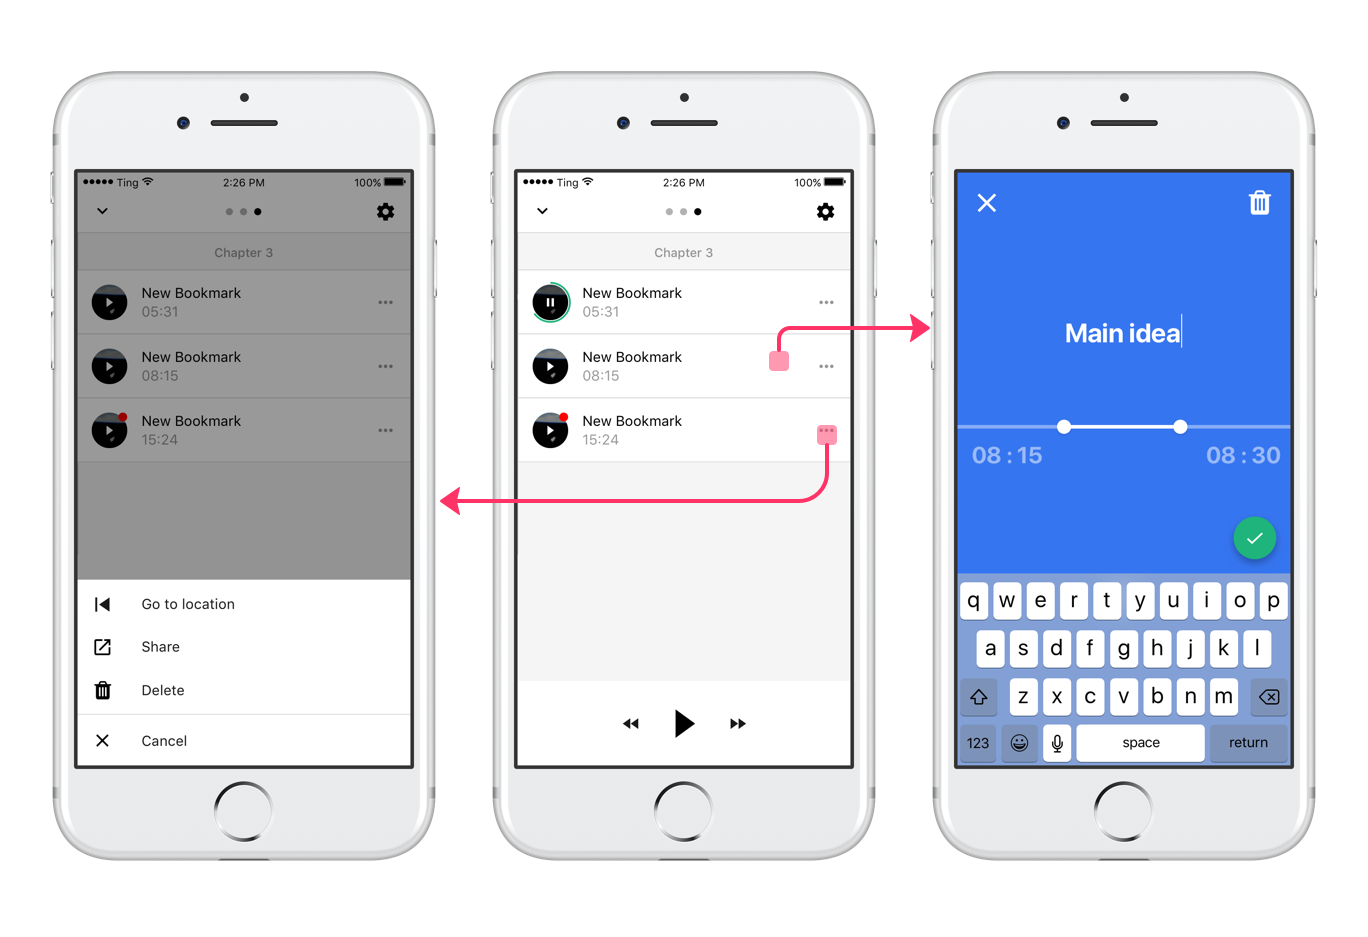 Ting
2:26 PM
100%
Chapter 3
New Bookmark
05:31
New Bookmark
08:15
New Bookmark
15:24
Go to location
Share
Delete
Cancel
Ting
2:26 PM
100%
Chapter 3
New Bookmark
05:31
New Bookmark
08:15
New Bookmark
15:24
Main idea
08 : 15
08 : 30
q w e r t y u i o p
a s d f g h j k l
z x c v b n m
123 space return